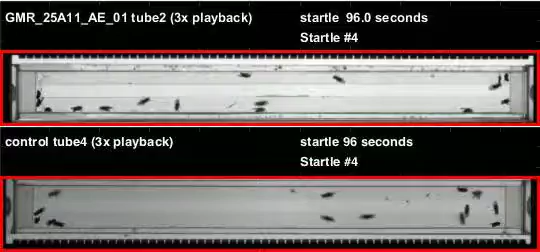 GMR_25A11_AE_01 tube2 (3x playback) startle 96.0 seconds
Startle #4
control tube4 (3x playback) startle 96 seconds
Startle #4